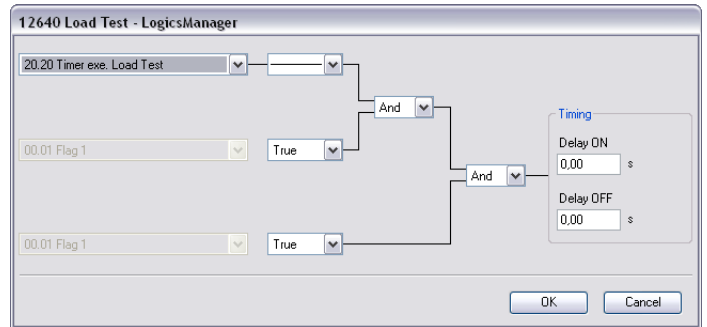 12640 Load Test - LogicsManager
20.20 Timer exe. Load Test
And
Timing
Delay ON
00.01 Flag 1
True
0,00 s
And
Delay OFF
0,00 s
00.01 Flag 1
True
OK
Cancel